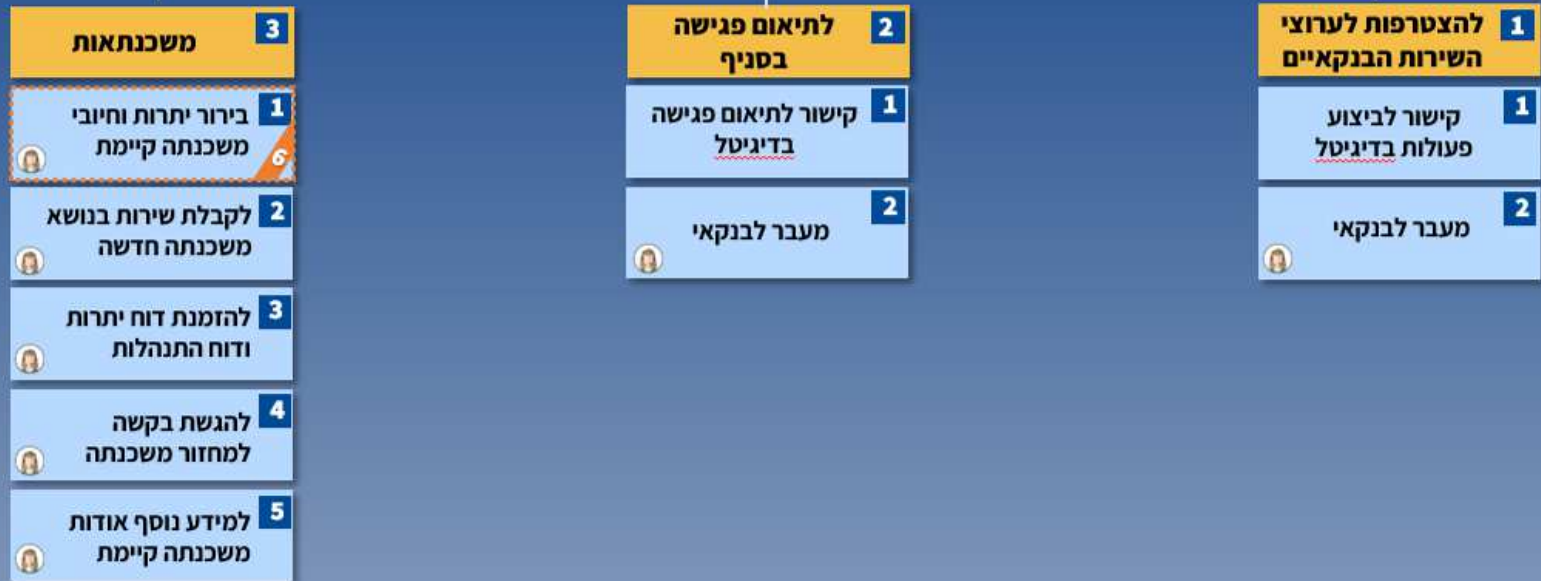 1
להצטרפות לערוצי
השירות הבנקאיים
1
קישור לביצוע
פעולות בדיגיטל
2
מעבר לבנקאי
2
לתיאום פגישה
בסניף
1
קישור לתיאום פגישה
בדיגיטל
2
מעבר לבנקאי
3
משכנתאות
1
בירור יתרות וחיובי
משכנתה קיימת
6
2
לקבלת שירות בנושא
משכנתה חדשה
3
להזמנת דוח יתרות
ודוח התנהלות
4
להגשת בקשה
למחזור משכנתה
5
למידע נוסף אודות
משכנתה קיימת